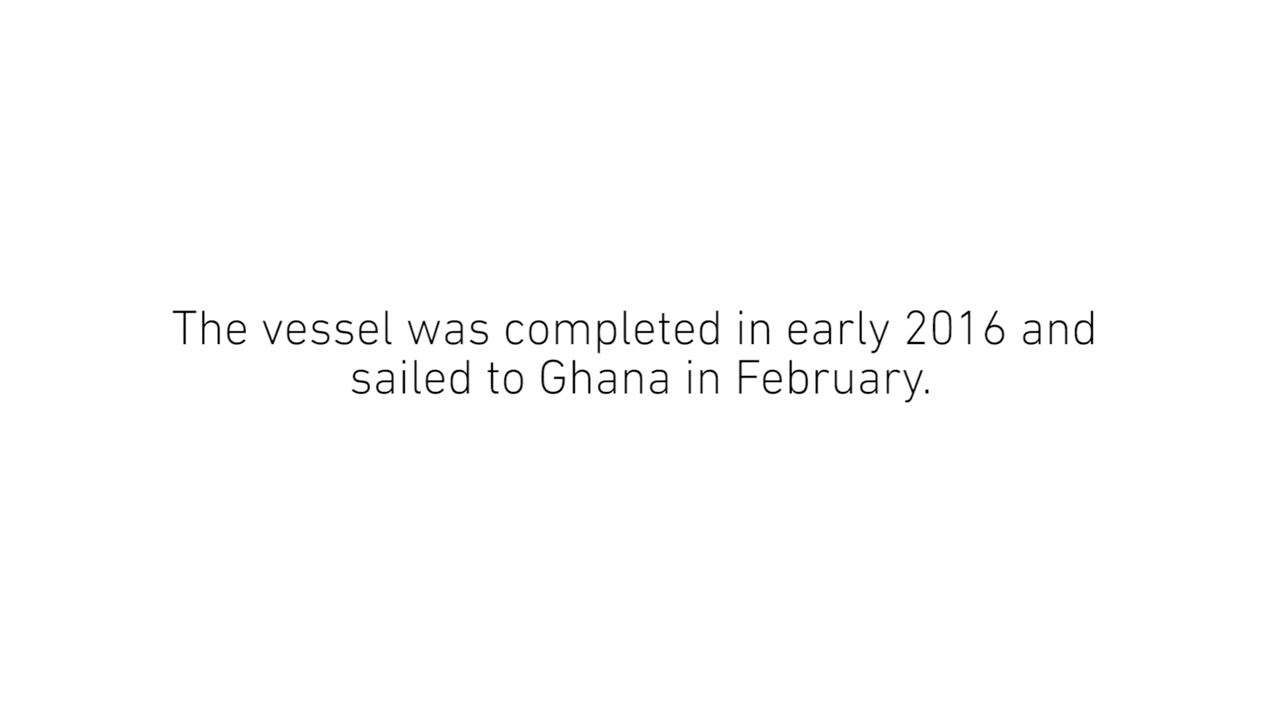 The vessel was completed in early 2016 and
sailed to Ghana in February.